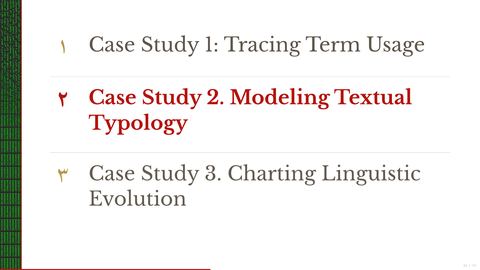 ١ Case Study 1: Tracing Term Usage
٢ Case Study 2. Modeling Textual
Typology
٣ Case Study 3. Charting Linguistic
Evolution